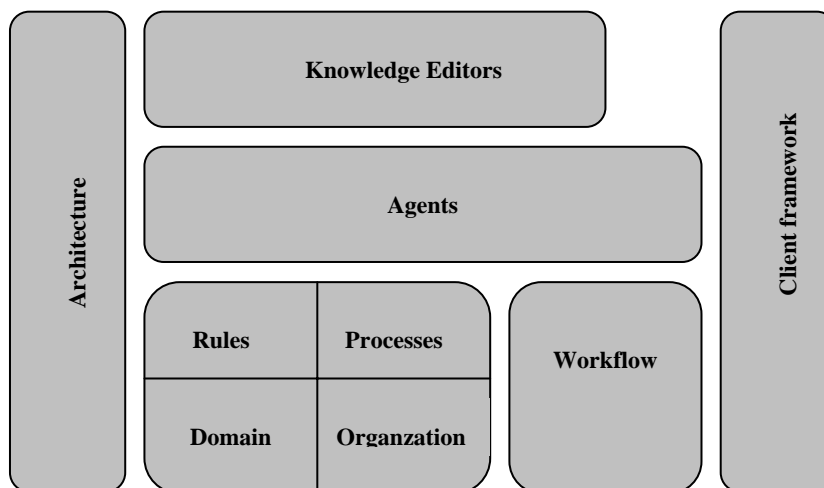 Architecture
Knowledge Editors
Agents
Rules
Processes
Domain
Organzation
Workflow
Client framework